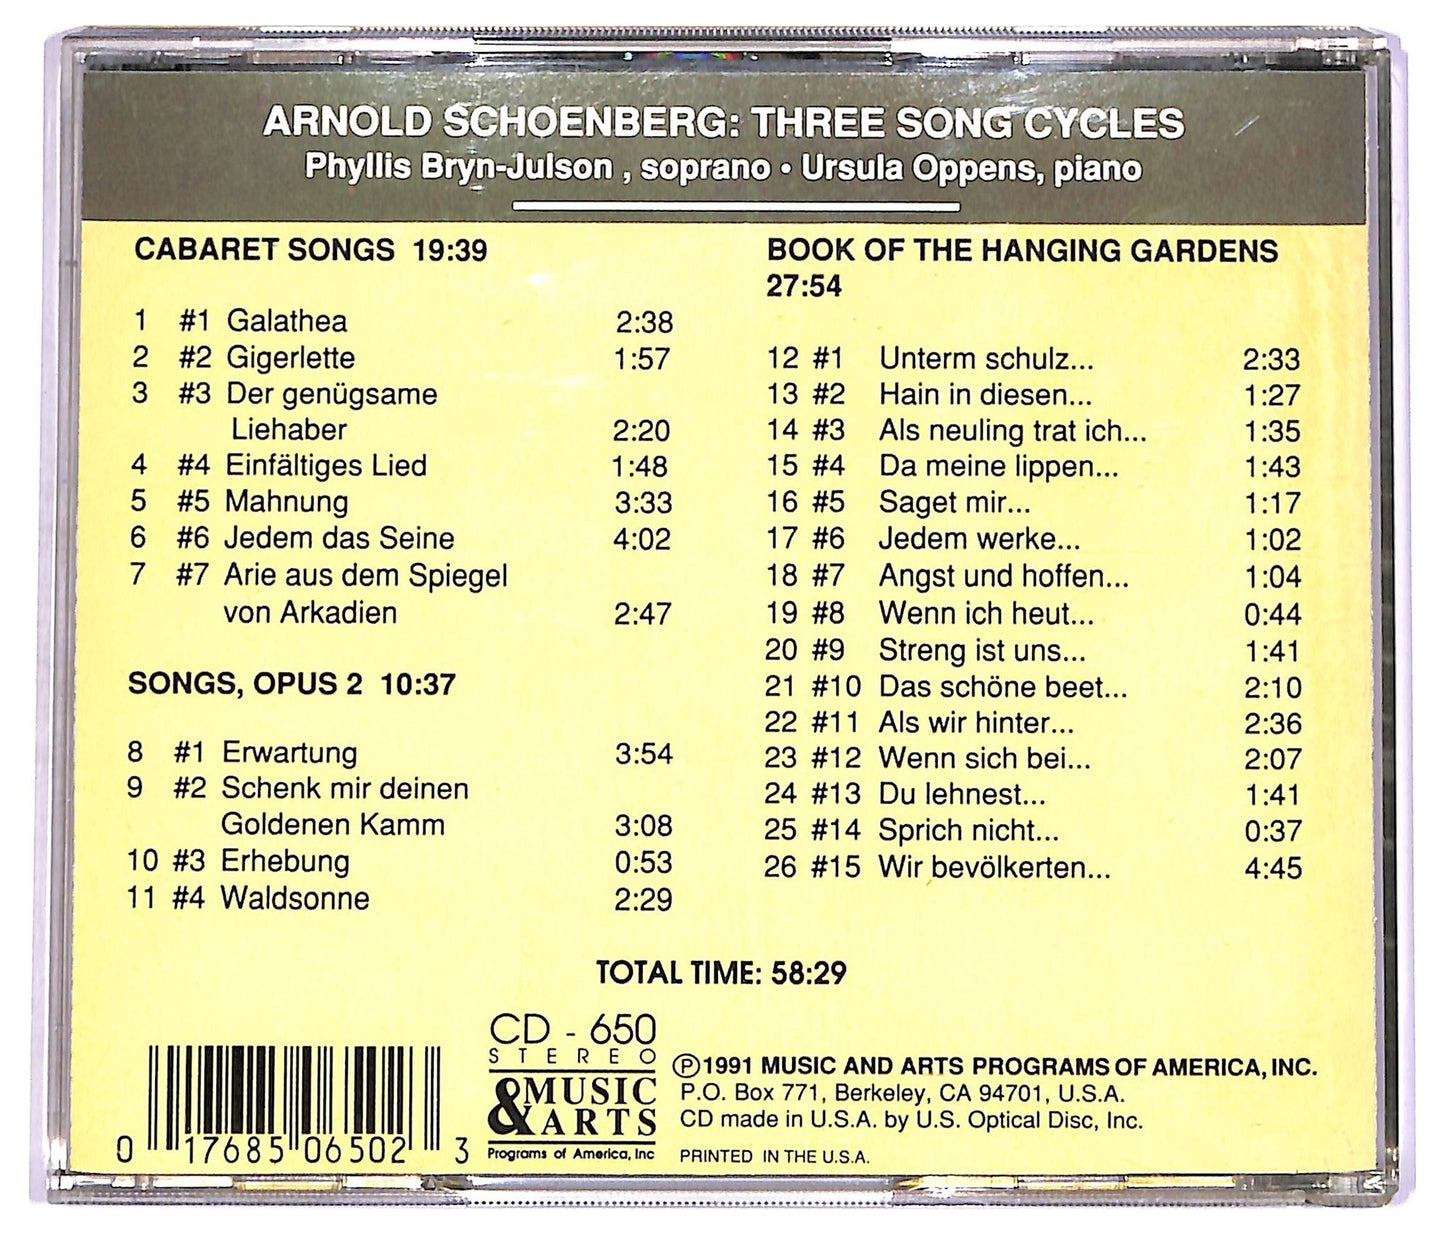 ARNOLD SCHOENBERG: THREE SONG CYCLES
Phyllis Bryn-Julson , soprano • Ursula Oppens, piano
CABARET SONGS 19:39
1 #1 Galathea 2:38
2 #2 Gigerlette 1:57
3 #3 Der genügsame
Liehaber 2:20
4 #4 Einfältiges Lied 1:48
5 #5 Mahnung 3:33
6 #6 Jedem das Seine 4:02
7 #7 Arie aus dem Spiegel
von Arkadien 2:47
SONGS, OPUS 2 10:37
8 #1 Erwartung 3:54
9 #2 Schenk mir deinen
Goldenen Kamm 3:08
10 #3 Erhebung 0:53
11 #4 Waldsonne 2:29
BOOK OF THE HANGING GARDENS
27:54
12 #1 Unterm schulz... 2:33
13 #2 Hain in diesen... 1:27
14 #3 Als neuling trat ich... 1:35
15 #4 Da meine lippen... 1:43
16 #5 Saget mir... 1:17
17 #6 Jedem werke... 1:02
18 #7 Angst und hoffen... 1:04
19 #8 Wenn ich heut... 0:44
20 #9 Streng ist uns... 1:41
21 #10 Das schöne beet... 2:10
22 #11 Als wir hinter... 2:36
23 #12 Wenn sich bei... 2:07
24 #13 Du lehnest... 1:41
25 #14 Sprich nicht... 0:37
26 #15 Wir bevölkerten... 4:45
TOTAL TIME: 58:29
0 17685 06502 3
CD - 650
STEREO
MUSIC
& ARTS
Programs of America, Inc
℗1991 MUSIC AND ARTS PROGRAMS OF AMERICA, INC.
P.O. Box 771, Berkeley, CA 94701, U.S.A.
CD made in U.S.A. by U.S. Optical Disc, Inc.
PRINTED IN THE U.S.A.